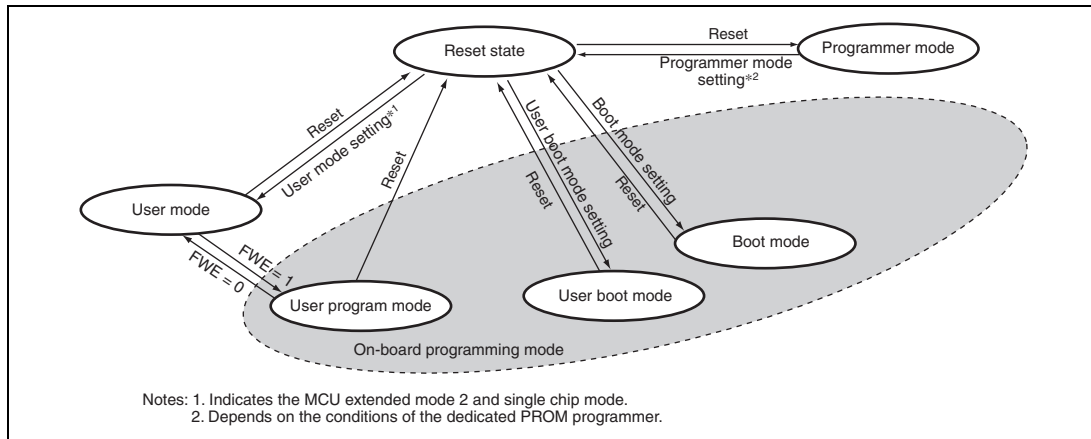 Reset state
Reset
Programmer mode
Programmer mode
setting*2
Reset
User mode setting*1
Reset
User boot mode setting
Reset
Boot mode setting
Reset
User mode
FWE = 1
FWE = 0
Boot mode
User program mode
User boot mode
On-board programming mode
Notes: 1. Indicates the MCU extended mode 2 and single chip mode.
2. Depends on the conditions of the dedicated PROM programmer.